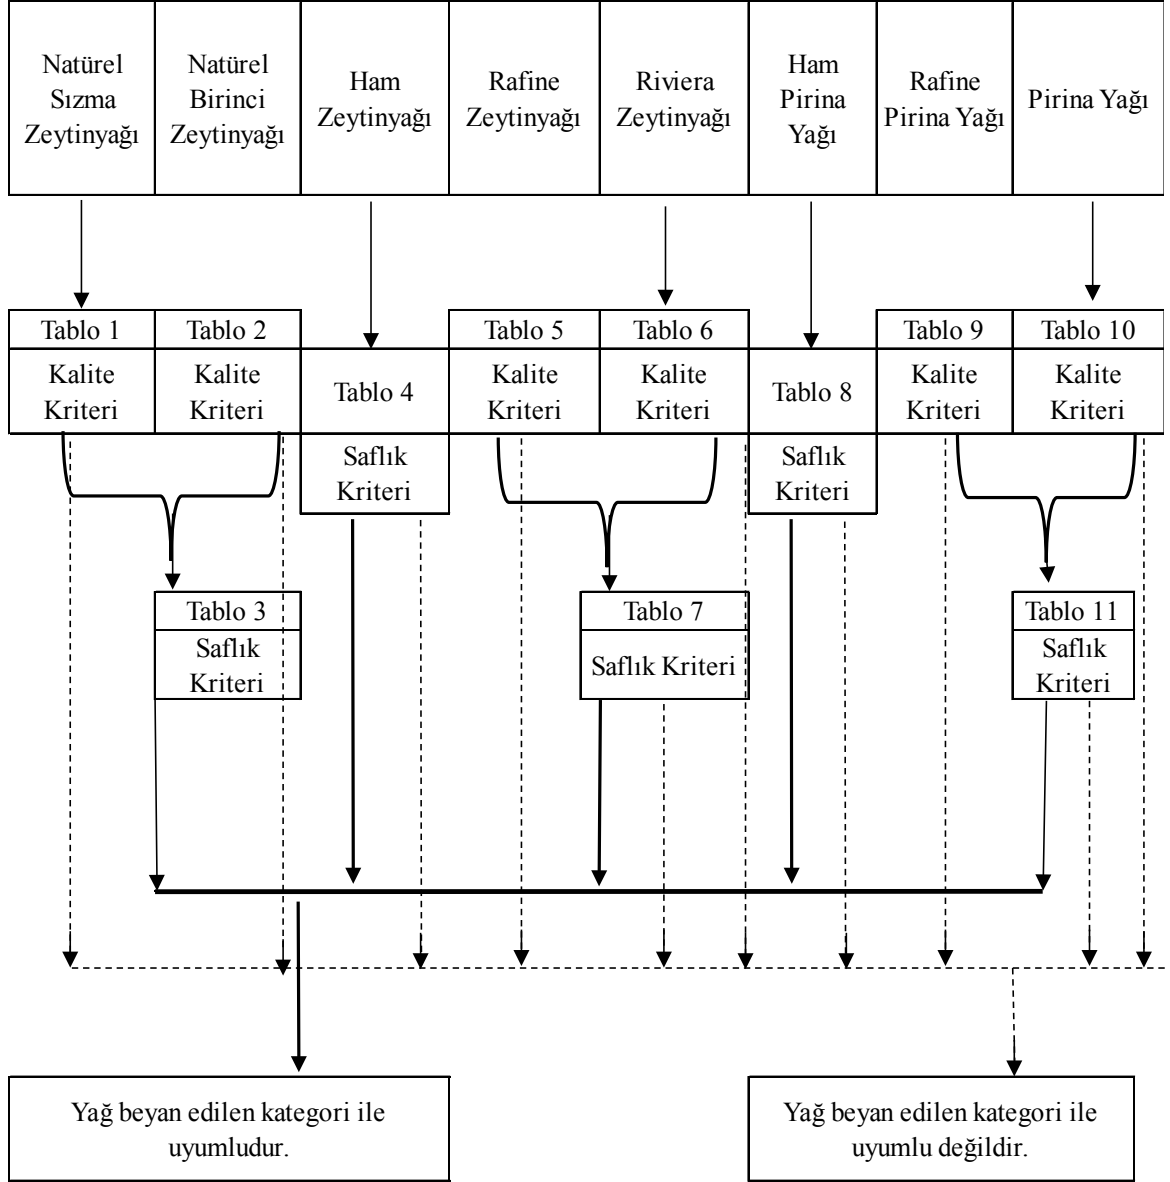 Natürel
Sızma
Zeytinyağı
Natürel
Birinci
Zeytinyağı
Ham
Zeytinyağı
Rafine
Zeytinyağı
Riviera
Zeytinyağı
Ham
Pirina
Yağı
Rafine
Pirina Yağı
Pirina Yağı
Tablo 1
Tablo 2
Tablo 5
Tablo 6
Tablo 9
Tablo 10
Kalite
Kriteri
Kalite
Kriteri
Tablo 4
Kalite
Kriteri
Kalite
Kriteri
Tablo 8
Kalite
Kriteri
Kalite
Kriteri
Saflık
Kriteri
Saflık
Kriteri
Tablo 3
Saflık
Kriteri
Tablo 7
Saflık Kriteri
Tablo 11
Saflık
Kriteri
Yağ beyan edilen kategori ile
uyumludur.
Yağ beyan edilen kategori ile
uyumlu değildir.